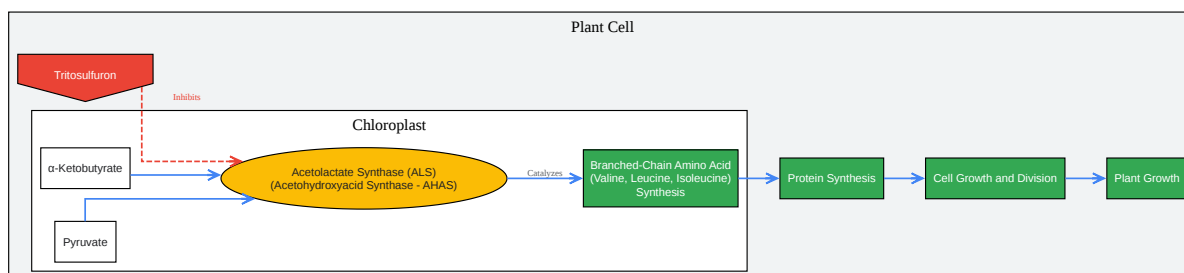 Plant Cell
Tritosulfuron
Inhibits
Chloroplast
α-Ketobutyrate
Acetolactate Synthase (ALS)
(Acetohydroxyacid Synthase - AHAS)
Catalyzes
Branched-Chain Amino Acid
(Valine, Leucine, Isoleucine)
Synthesis
Protein Synthesis
Cell Growth and Division
Plant Growth
Pyruvate